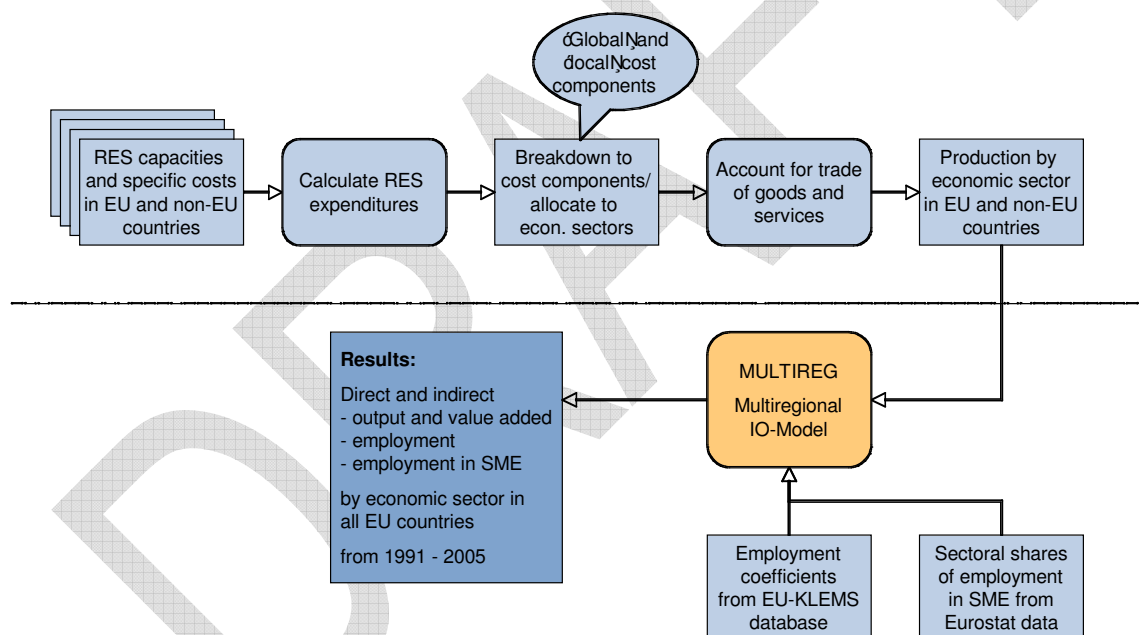 óGlobalŅand
ólocalŅcost
components
RES capacities
and specific costs
in EU and non-EU
countries
Calculate RES
expenditures
Breakdown to
cost components/
allocate to
econ. sectors
Account for trade
of goods and
services
Production by
economic sector
in EU and non-EU
countries
Results:
Direct and indirect
- output and value added
- employment
- employment in SME
by economic sector in
all EU countries
from 1991 - 2005
MULTIREG
Multiregional
IO-Model
Employment
coefficients
from EU-KLEMS
database
Sectoral shares
of employment
in SME from
Eurostat data
DRAFT